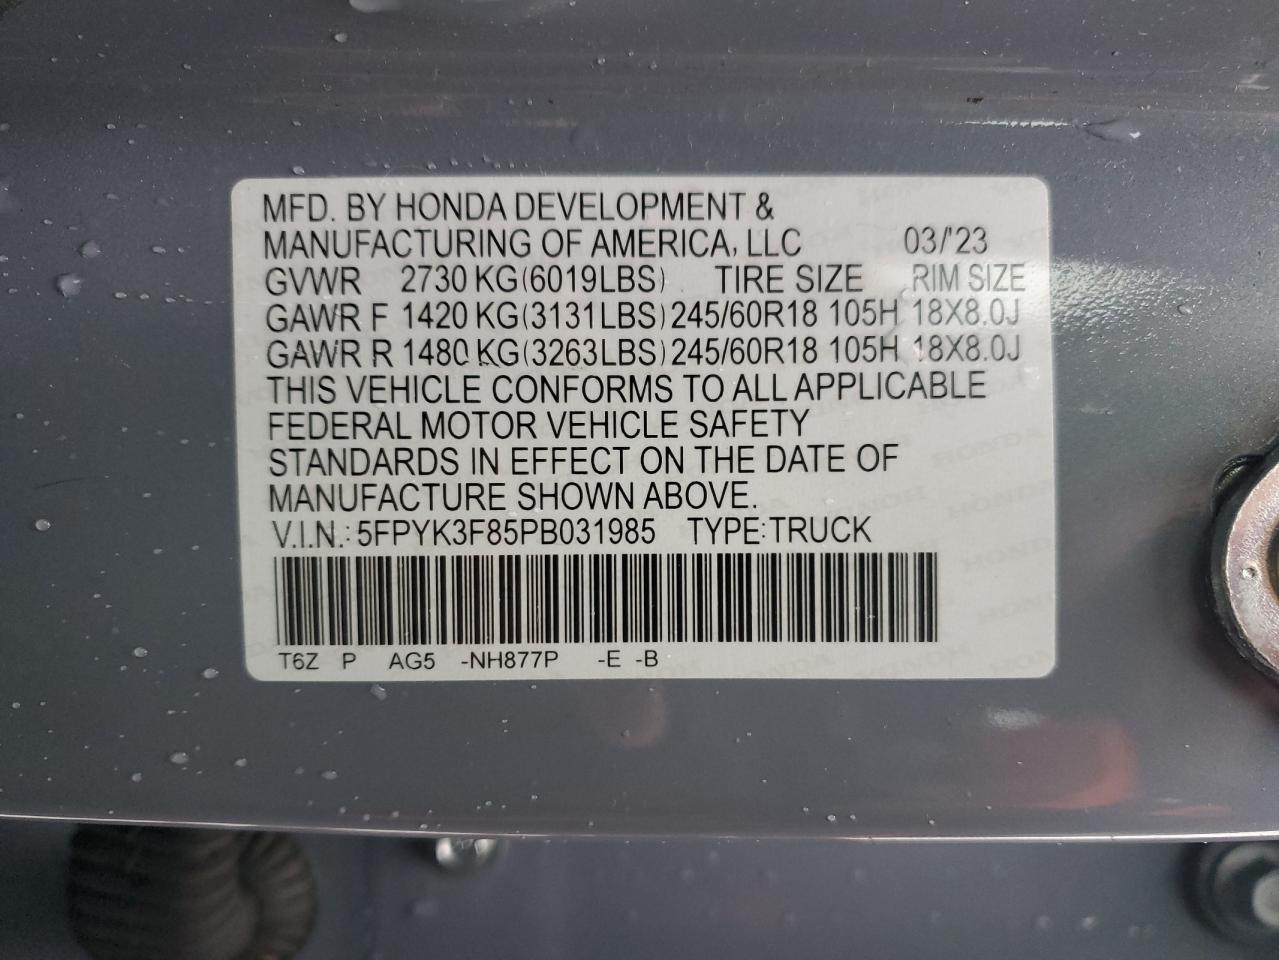 MFD. BY HONDA DEVELOPMENT &
MANUFACTURING OF AMERICA, LLC 03/'23
GVWR 2730 KG(6019LBS) TIRE SIZE RIM SIZE
GAWR F 1420 KG(3131LBS)245/60R18 105H 18X8.0J
GAWR R 1480 KG(3263LBS)245/60R18 105H 18X8.0J
THIS VEHICLE CONFORMS TO ALL APPLICABLE
FEDERAL MOTOR VEHICLE SAFETY
STANDARDS IN EFFECT ON THE DATE OF
MANUFACTURE SHOWN ABOVE.
V.I.N.: 5FPYK3F85PB031985 TYPE:TRUCK
T6Z P AG5 -NH877P -E -B